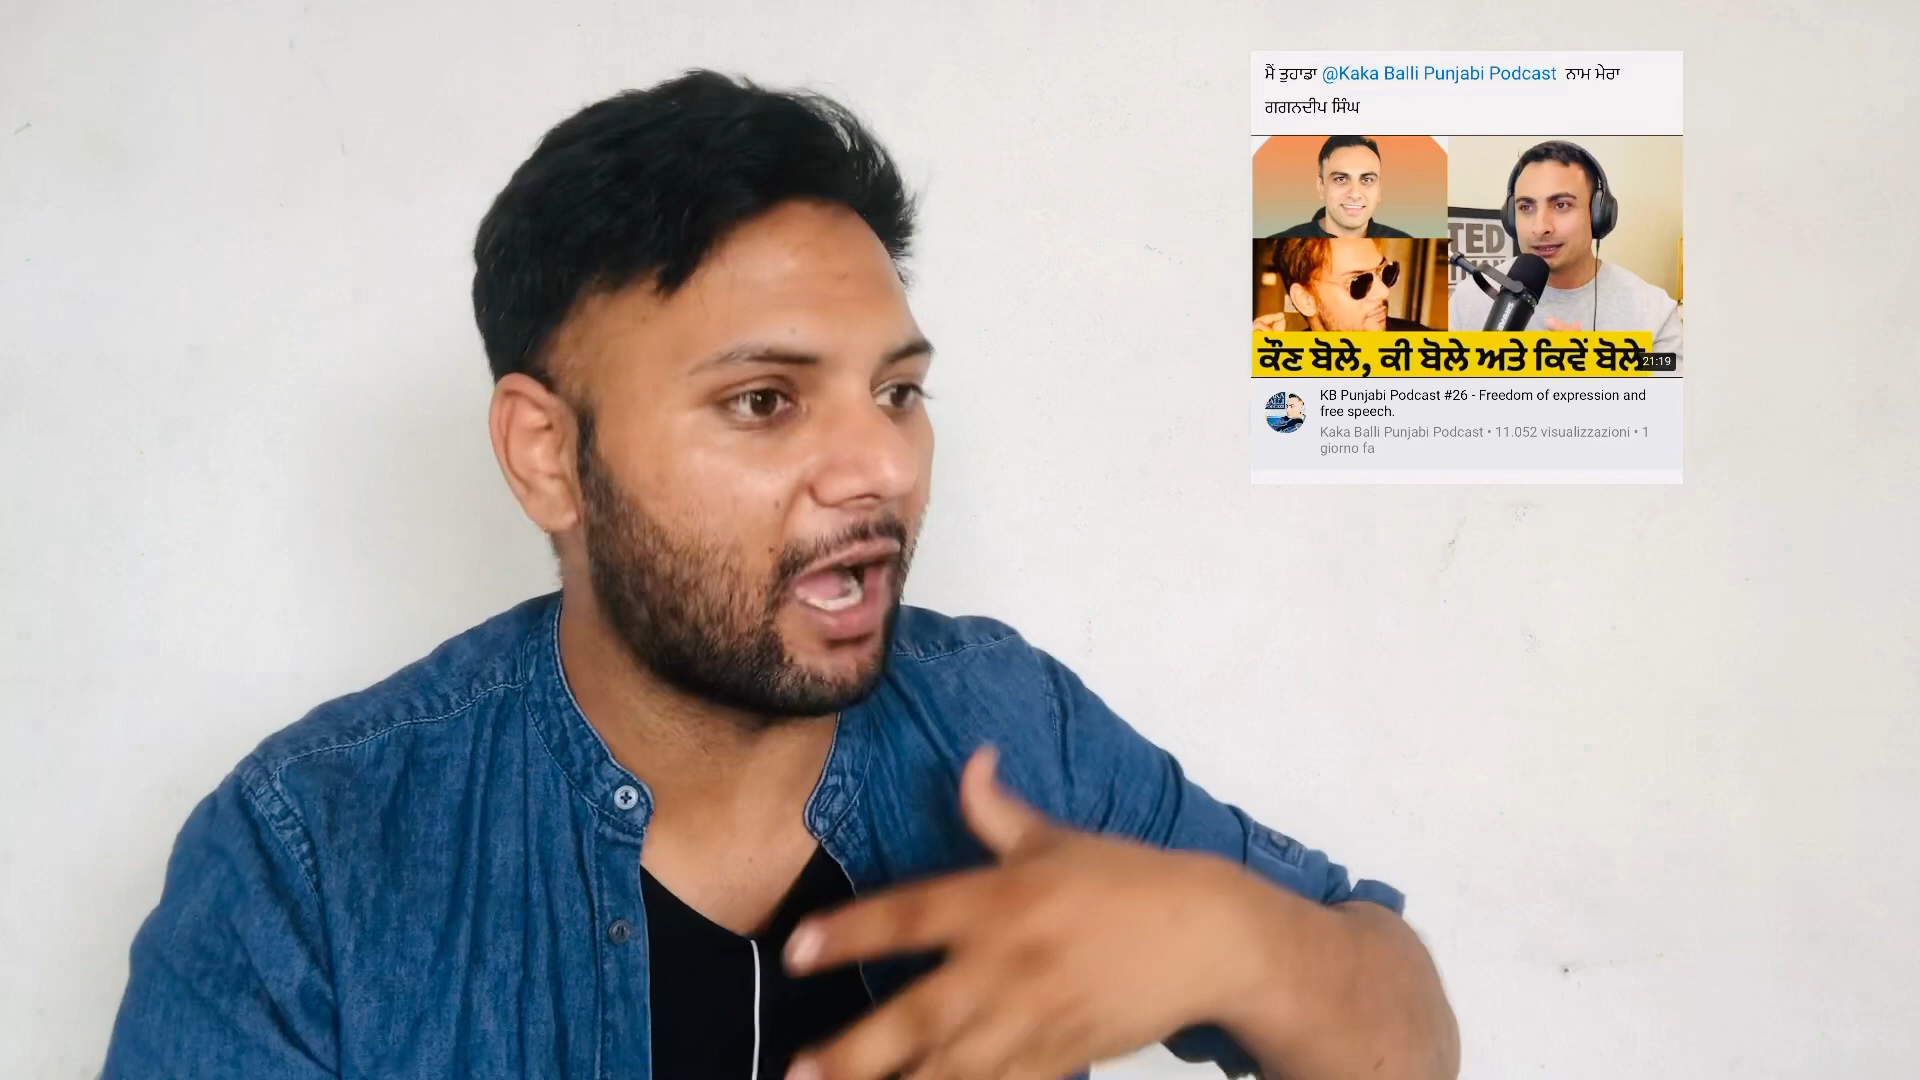 ਮੈਂ ਤੁਹਾਡਾ @Kaka Balli Punjabi Podcast ਨਾਮ ਮੇਰਾ
ਗਗਨਦੀਪ ਸਿੰਘ
TED
ਕੌਣ ਬੋਲੇ, ਕੀ ਬੋਲੇ ਅਤੇ ਕਿਵੇਂ ਬੋਲੇ
21:19
KB Punjabi Podcast #26 - Freedom of expression and
free speech.
Kaka Balli Punjabi Podcast • 11.052 visualizzazioni • 1
giorno fa